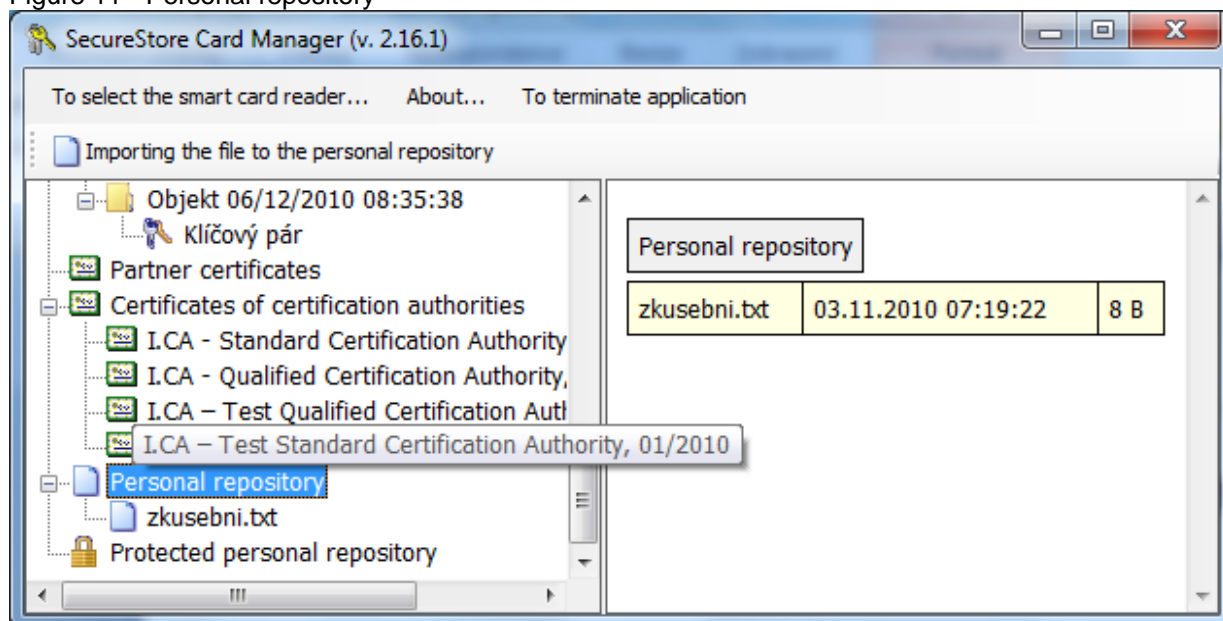 Figure 11 - Personal repository
SecureStore Card Manager (v. 2.16.1)
To select the smart card reader... About... To terminate application
Importing the file to the personal repository
Objekt 06/12/2010 08:35:38
Klíčový pár
Partner certificates
Certificates of certification authorities
I.CA - Standard Certification Authority
I.CA - Qualified Certification Authority,
I.CA – Test Qualified Certification Auth
I.CA – Test Standard Certification Authority, 01/2010
Personal repository
zkusebni.txt
Protected personal repository
Personal repository
zkusebni.txt 03.11.2010 07:19:22 8 B